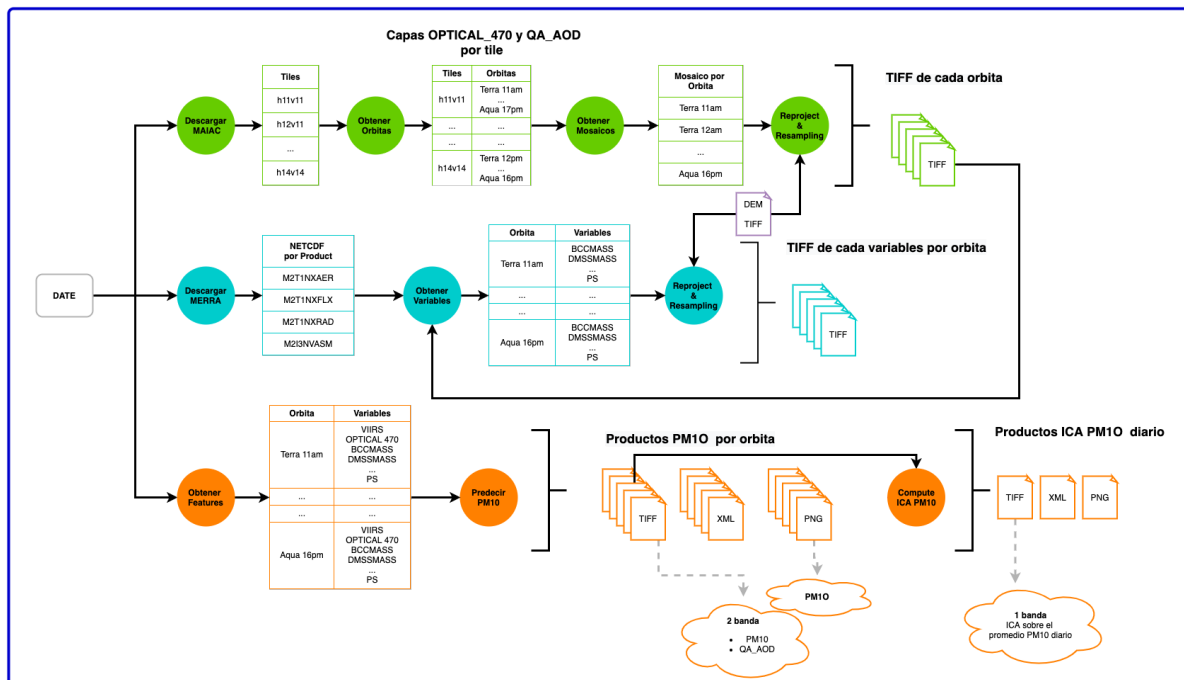 Capas OPTICAL_470 y QA_AOD
por tile
Descargar
MAIAC
Tiles
h11v11
h12v11
...
h14v14
Obtener
Orbitas
Tiles Orbitas
h11v11
Terra 11am
...
Aqua 17pm
... ...
... ...
h14v14
Terra 12pm
...
Aqua 16pm
Obtener
Mosaicos
Mosaico por
Orbita
Terra 11am
Terra 12am
...
Aqua 16pm
Reproject
&
Resampling
TIFF de cada orbita
TIFF
DEM
TIFF
DATE
Descargar
MERRA
NETCDF
por Product
M2T1NXAER
M2T1NXFLX
M2T1NXRAD
M2I3NVASM
Obtener
Variables
Orbita Variables
Terra 11am
BCCMASS
DMSSMASS
...
PS
... ...
... ...
Aqua 16pm
BCCMASS
DMSSMASS
...
PS
Reproject
&
Resampling
TIFF de cada variables por orbita
TIFF
Obtener
Features
Orbita Variables
Terra 11am
VIIRS
OPTICAL 470
BCCMASS
DMSSMASS
...
PS
... ...
... ...
Aqua 16pm
VIIRS
OPTICAL 470
BCCMASS
DMSSMASS
...
PS
Predecir
PM10
Productos PM1O por orbita
TIFF
XML
PNG
2 banda
• PM10
• QA_AOD
PM1O
Compute
ICA PM10
Productos ICA PM1O diario
TIFF
XML
PNG
1 banda
ICA sobre el
promedio PM10 diario